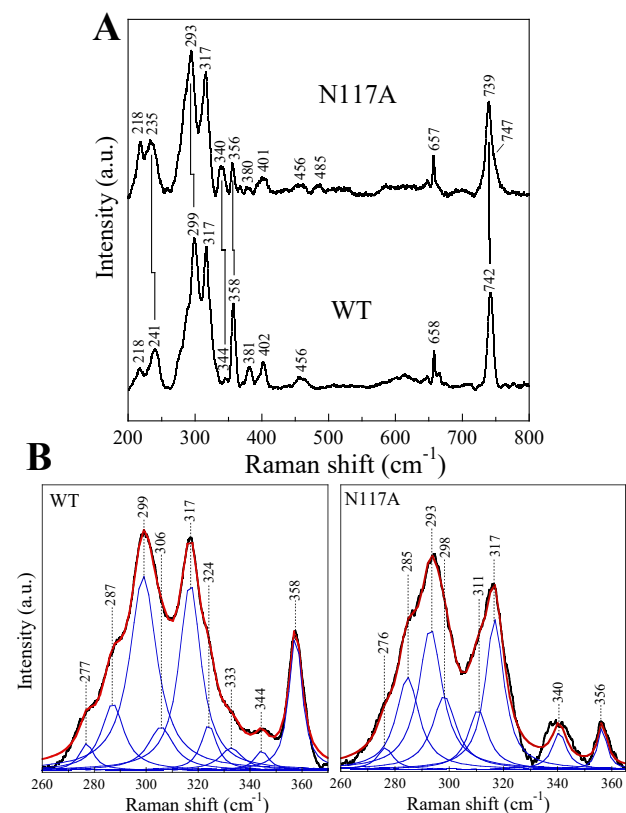 A
293
317
N117A
739
747
218
235
340
356
380
401
456
485
657
299
317
WT
742
218
241
344
358
381
402
456
658
Intensity (a.u.)
200 300 400 500 600 700 800
Raman shift (cm⁻¹)
B
WT
277
287
299
306
317
324
333
344
358
Intensity (a.u.)
260 280 300 320 340 360
Raman shift (cm⁻¹)
N117A
276
285
293
298
311
317
340
356
260 280 300 320 340 360
Raman shift (cm⁻¹)